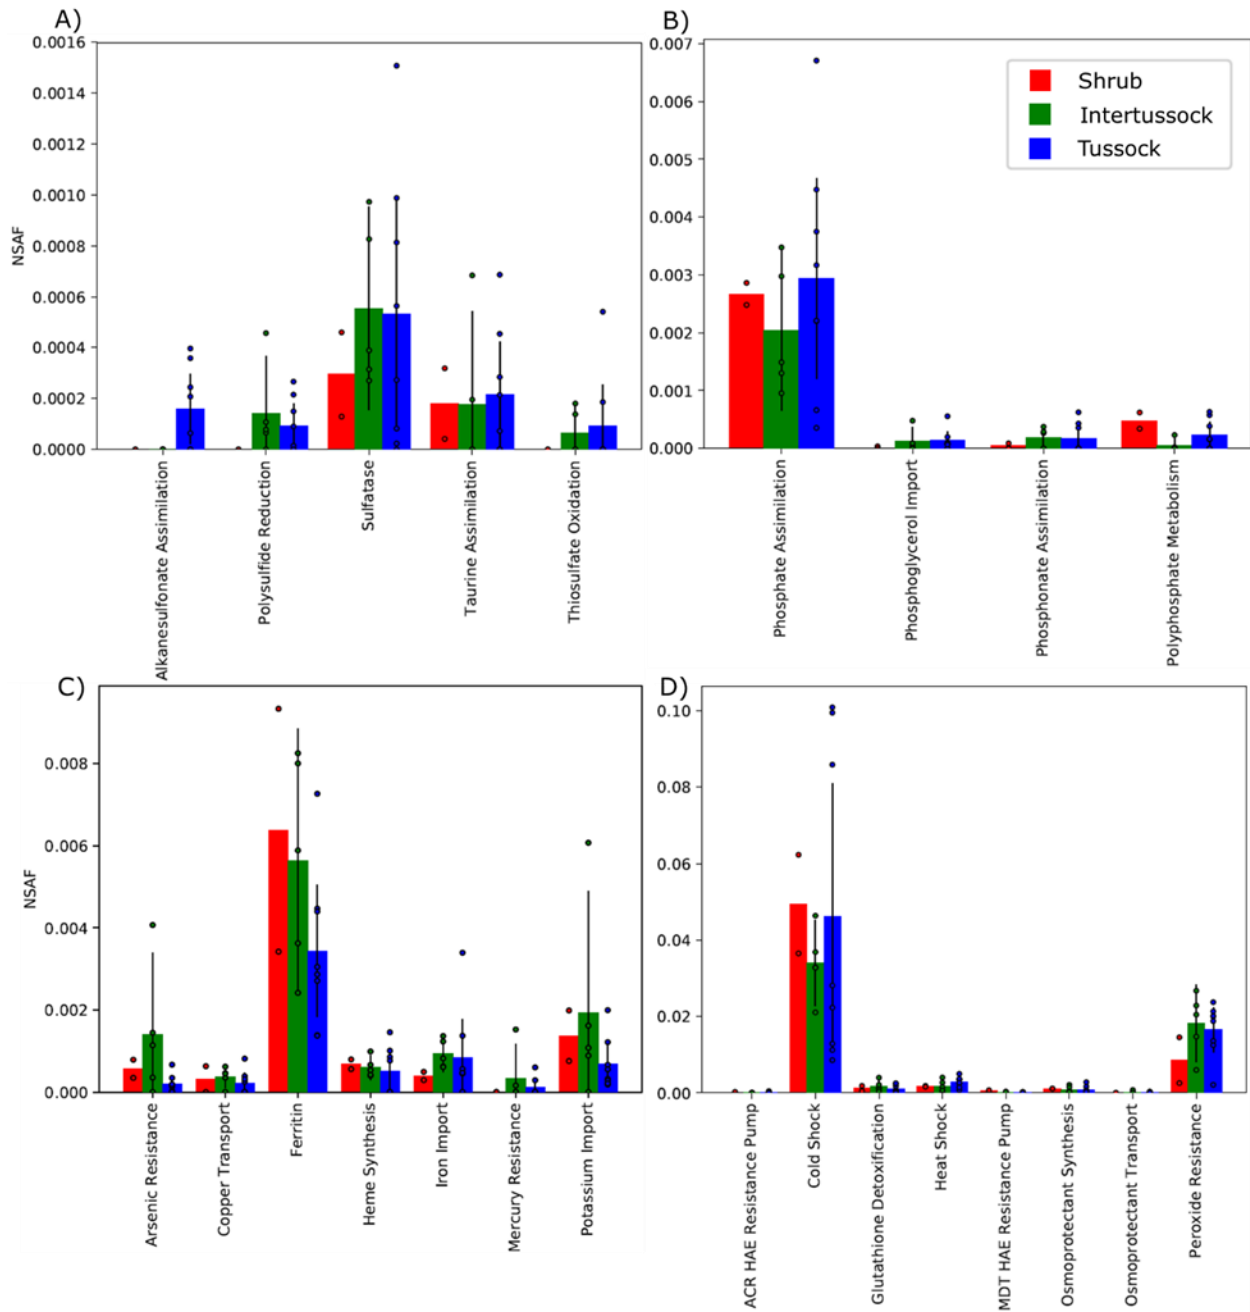 A)
0.0016
0.0014
0.0012
0.0010
0.0008
0.0006
0.0004
0.0002
0.0000
NSAF
Alkanesulfonate Assimilation
Polysulfide Reduction
Sulfatase
Taurine Assimilation
Thiosulfate Oxidation
B)
0.007
0.006
0.005
0.004
0.003
0.002
0.001
0.000
Shrub
Intertussock
Tussock
Phosphate Assimilation
Phosphoglycerol Import
Phosphonate Assimilation
Polyphosphate Metabolism
C)
0.008
0.006
0.004
0.002
0.000
NSAF
Arsenic Resistance
Copper Transport
Ferritin
Heme Synthesis
Iron Import
Mercury Resistance
Potassium Import
D)
0.10
0.08
0.06
0.04
0.02
0.00
ACR HAE Resistance Pump
Cold Shock
Glutathione Detoxification
Heat Shock
MDT HAE Resistance Pump
Osmoprotectant Synthesis
Osmoprotectant Transport
Peroxide Resistance